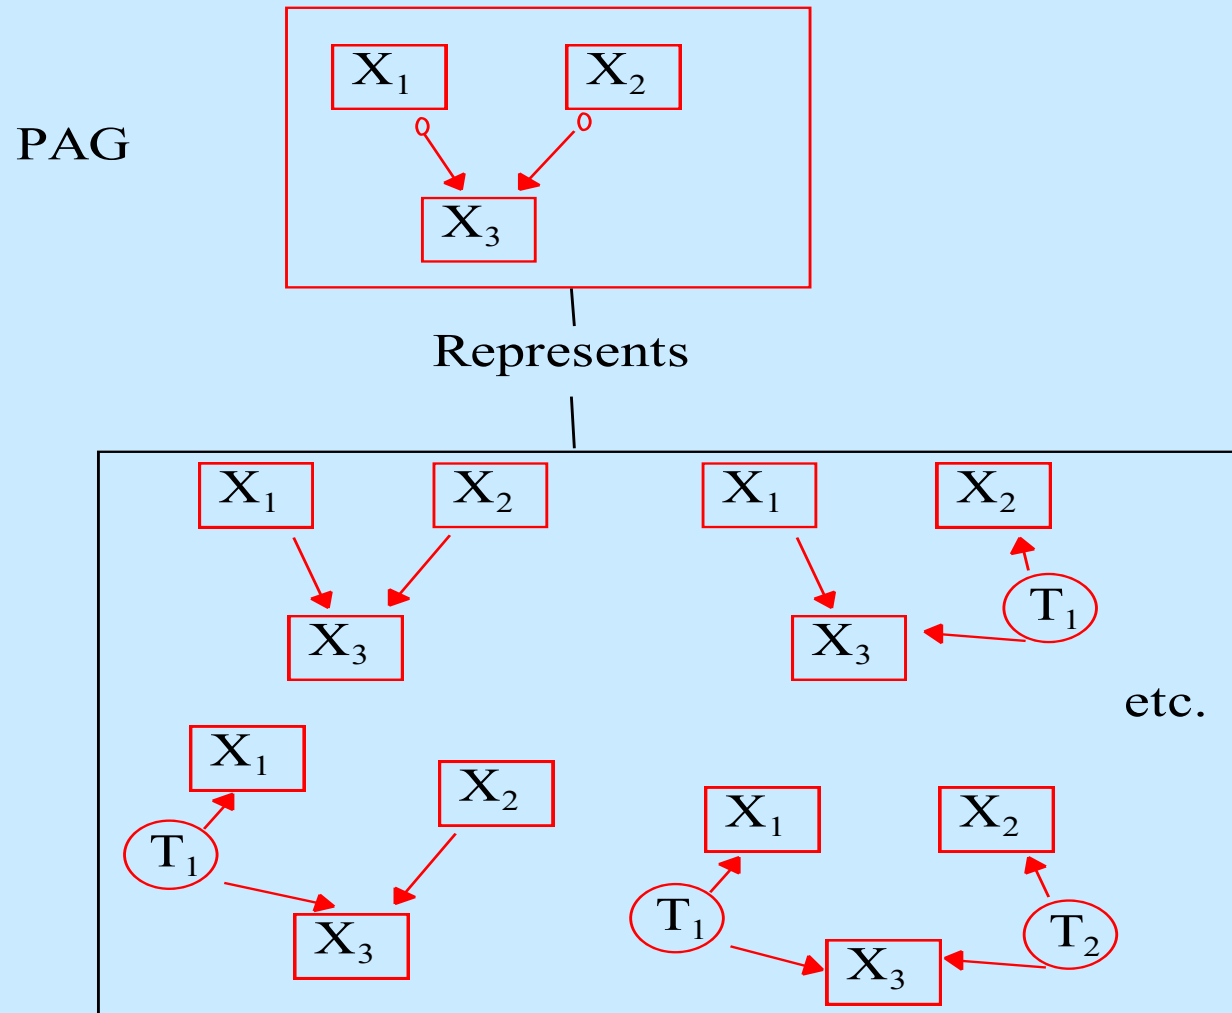 X₁ X₂
PAG
X₃
Represents
X₁ X₂ X₁ X₂
T₁
X₃ X₃
etc.
X₁
X₂
X₁ X₂
T₁
T₁ T₂
X₃
X₃